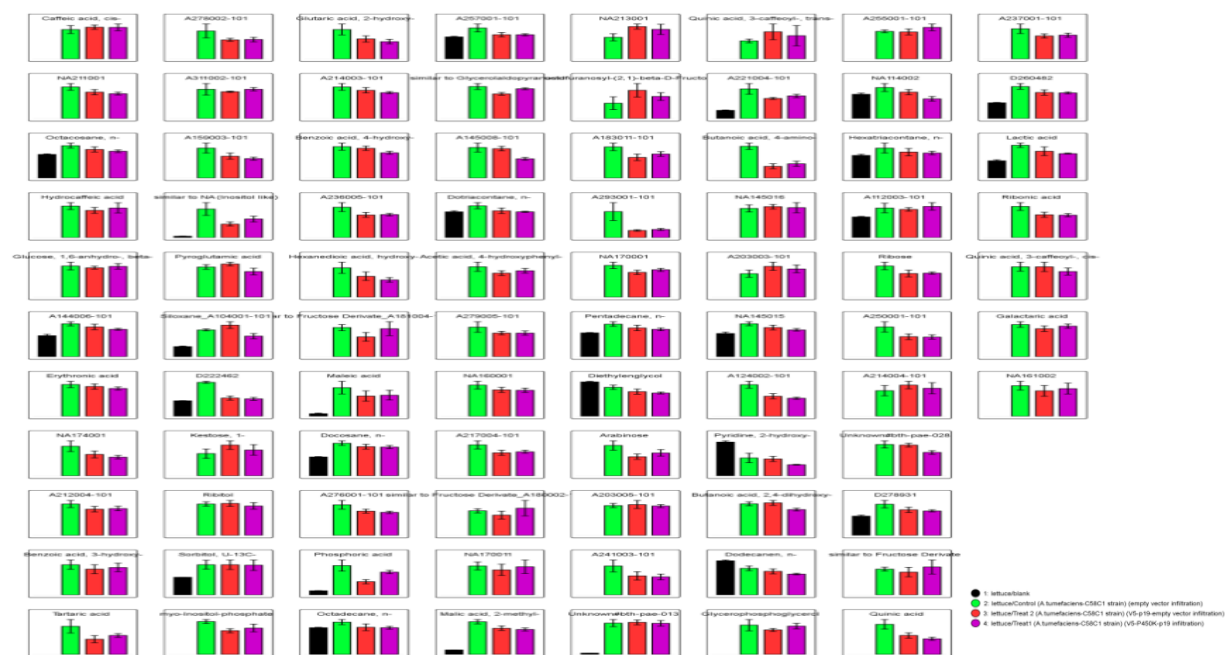 Caffeic acid, cis- A278002-101 Glutaric acid, 2-hydroxy- A257001-101 NA213001 Quinic acid, 3-caffeoyl-, trans- A255001-101 A237001-101
NA211001 A311002-101 A214003-101 similar to D260462
A221004-101 NA114002
Octacosane, n- A159003-101 Benzoic acid, 4-hydroxy- A145008-101 A183011-101 Butanoic acid, 4-amino- Hexatriacontane, n- Lactic acid
Hydrocaffeic acid similar to NA (Inositol like) A236005-101 Dotriacontane, n- A293001-101 NA145016 A112003-101 Ribonic acid
Glucose, 1,6-anhydro-, beta- Pyroglutamic acid Hexanedioic acid, hydroxy- Acetic acid, 4-hydroxyphenyl- NA170001 A203003-101 Ribose Quinic acid, 3-caffeoyl-, cis-
A144006-101 Siloxane_A104001-101 ar to Fructose Derivate_A181004- A279005-101 Pentadecane, n- NA145015 A250001-101 Galactaric acid
Erythronic acid D222462 Maleic acid NA160001 Diethylenglycol A124002-101 A214004-101 NA161002
NA174001 Kestose, 1- Docosane, n- A217004-101 Arabinose Pyridine, 2-hydroxy- Unknown#bth-pae-028
A212004-101 Ribitol A276001-101 similar to Fructose Derivate_A160002- A203005-101 Butanoic acid, 2,4-dihydroxy- D278931
Benzoic acid, 3-hydroxy- Sorbitol, U-13C- Phosphoric acid NA170011 A241003-101 Dodecanen, n- similar to Fructose Derivate
Tartaric acid myo-Inositol-phosphate Octadecane, n- Malic acid, 2-methyl- Unknown#bth-pae-013 Glycerophosphoglycerol Quinic acid
1: lettuce/blank
2: lettuce/Control (A.tumefaciens-C58C1 strain) (empty vector infiltration)
3: lettuce/Treat 2 (A.tumefaciens-C58C1 strain) (V5-p19-empty vector infiltration)
4: lettuce/Treat1 (A.tumefaciens-C58C1 strain) (V5-P450K-p19 infiltration)